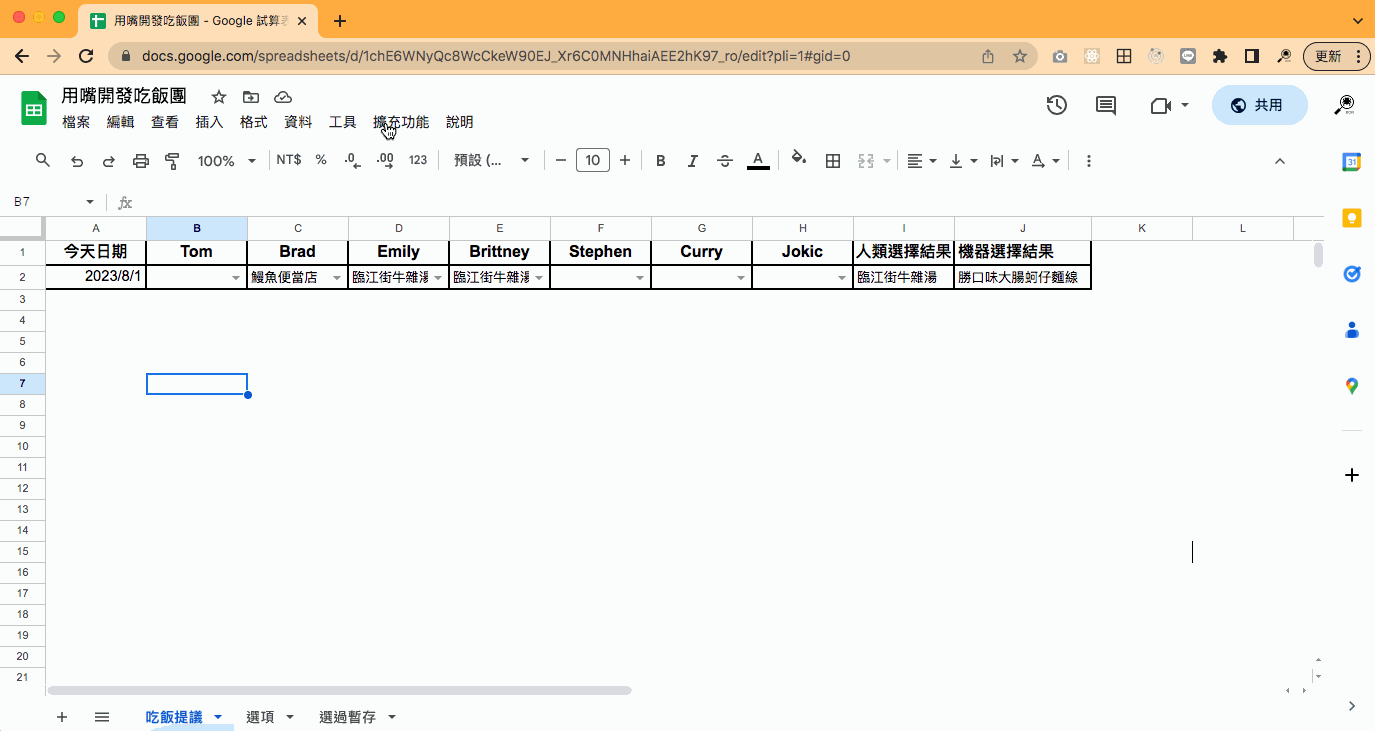 用嘴開發吃飯團 - Google 試算表
docs.google.com/spreadsheets/d/1chE6WNyQc8WcCkeW90EJ_Xr6C0MNHhaiAEE2hK97_ro/edit?pli=1#gid=0
更新
用嘴開發吃飯團
檔案 編輯 查看 插入 格式 資料 工具 擴充功能 說明
共用
100% NT$ % .0 .00 123 預設 (... 10 B I S A
31
B7 fx
A B C D E F G H I J K L
1 今天日期 Tom Brad Emily Brittney Stephen Curry Jokic 人類選擇結果 機器選擇結果
2 2023/8/1 鰻魚便當店 臨江街牛雜湯 臨江街牛雜湯 臨江街牛雜湯 勝口味大腸蚵仔麵線
3
4
5
6
7
8
9
10
11
12
13
14
15
16
17
18
19
20
21
吃飯提議 選項 選過暫存